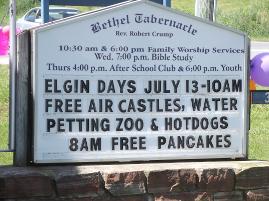 Bethel Tabernacle
Rev. Robert Crump
10:30 am & 6:00 pm Family Worship Services
Wed. 7:00 p.m. Bible Study
Thurs 4:00 p.m. After School Club & 6:00 p.m. Youth
ELGIN DAYS JULY 13-10AM
FREE AIR CASTLES, WATER
PETTING ZOO & HOTDOGS
8AM FREE PANCAKES